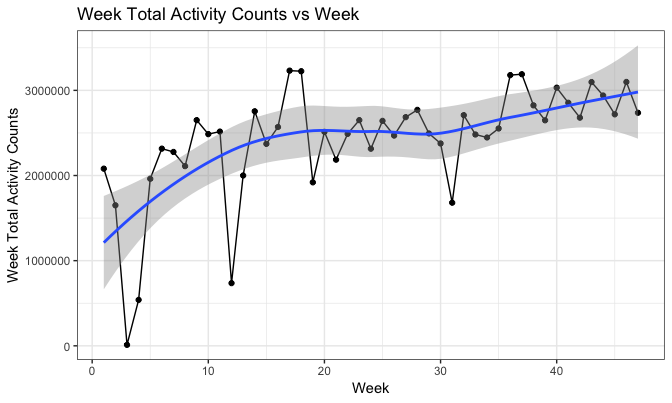 Week Total Activity Counts vs Week
Week Total Activity Counts
3000000
2000000
1000000
0
0 10 20 30 40
Week